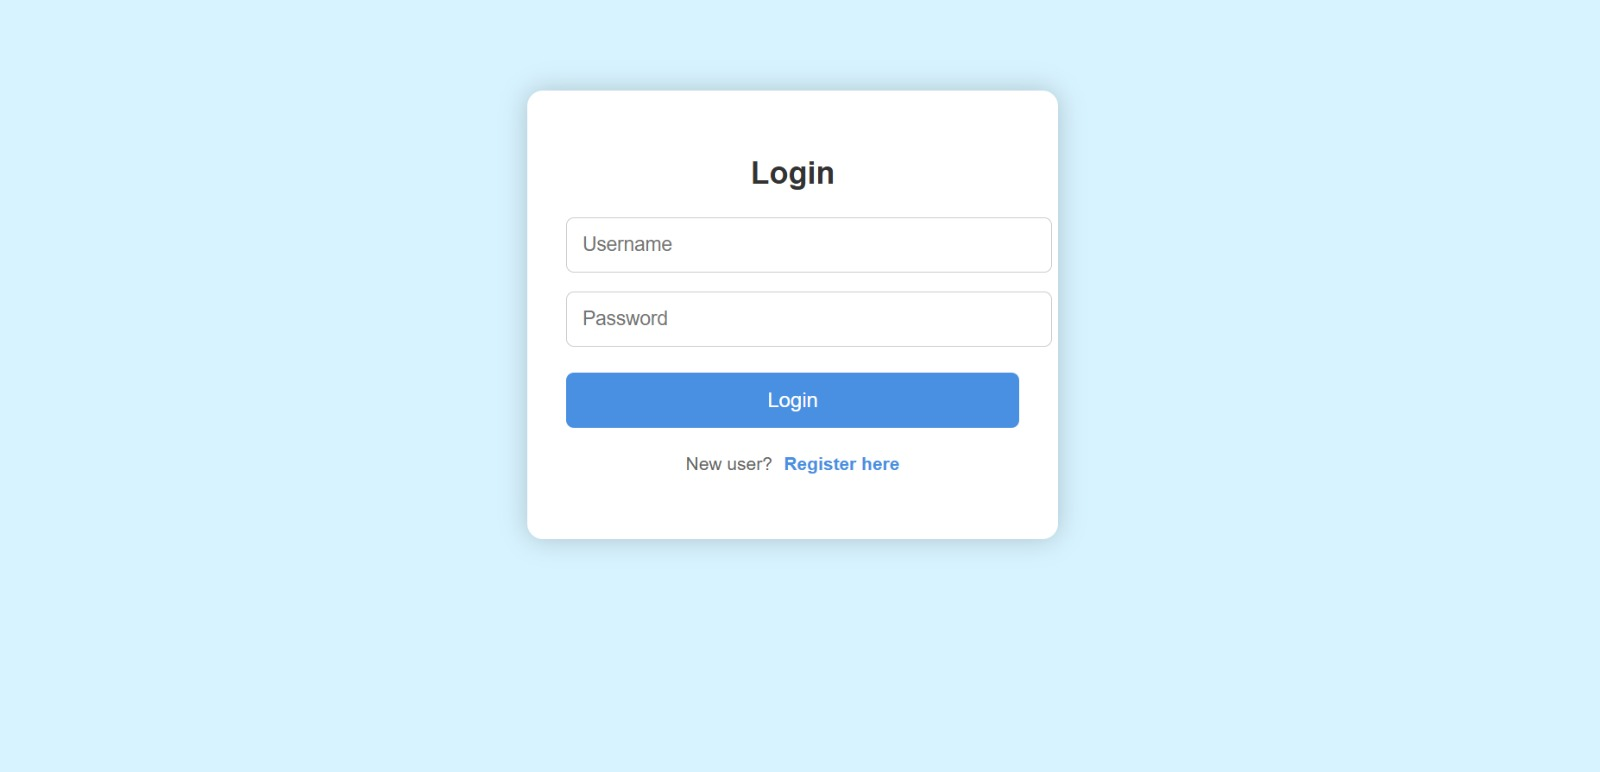 Login
Username
Password
Login
New user? Register here